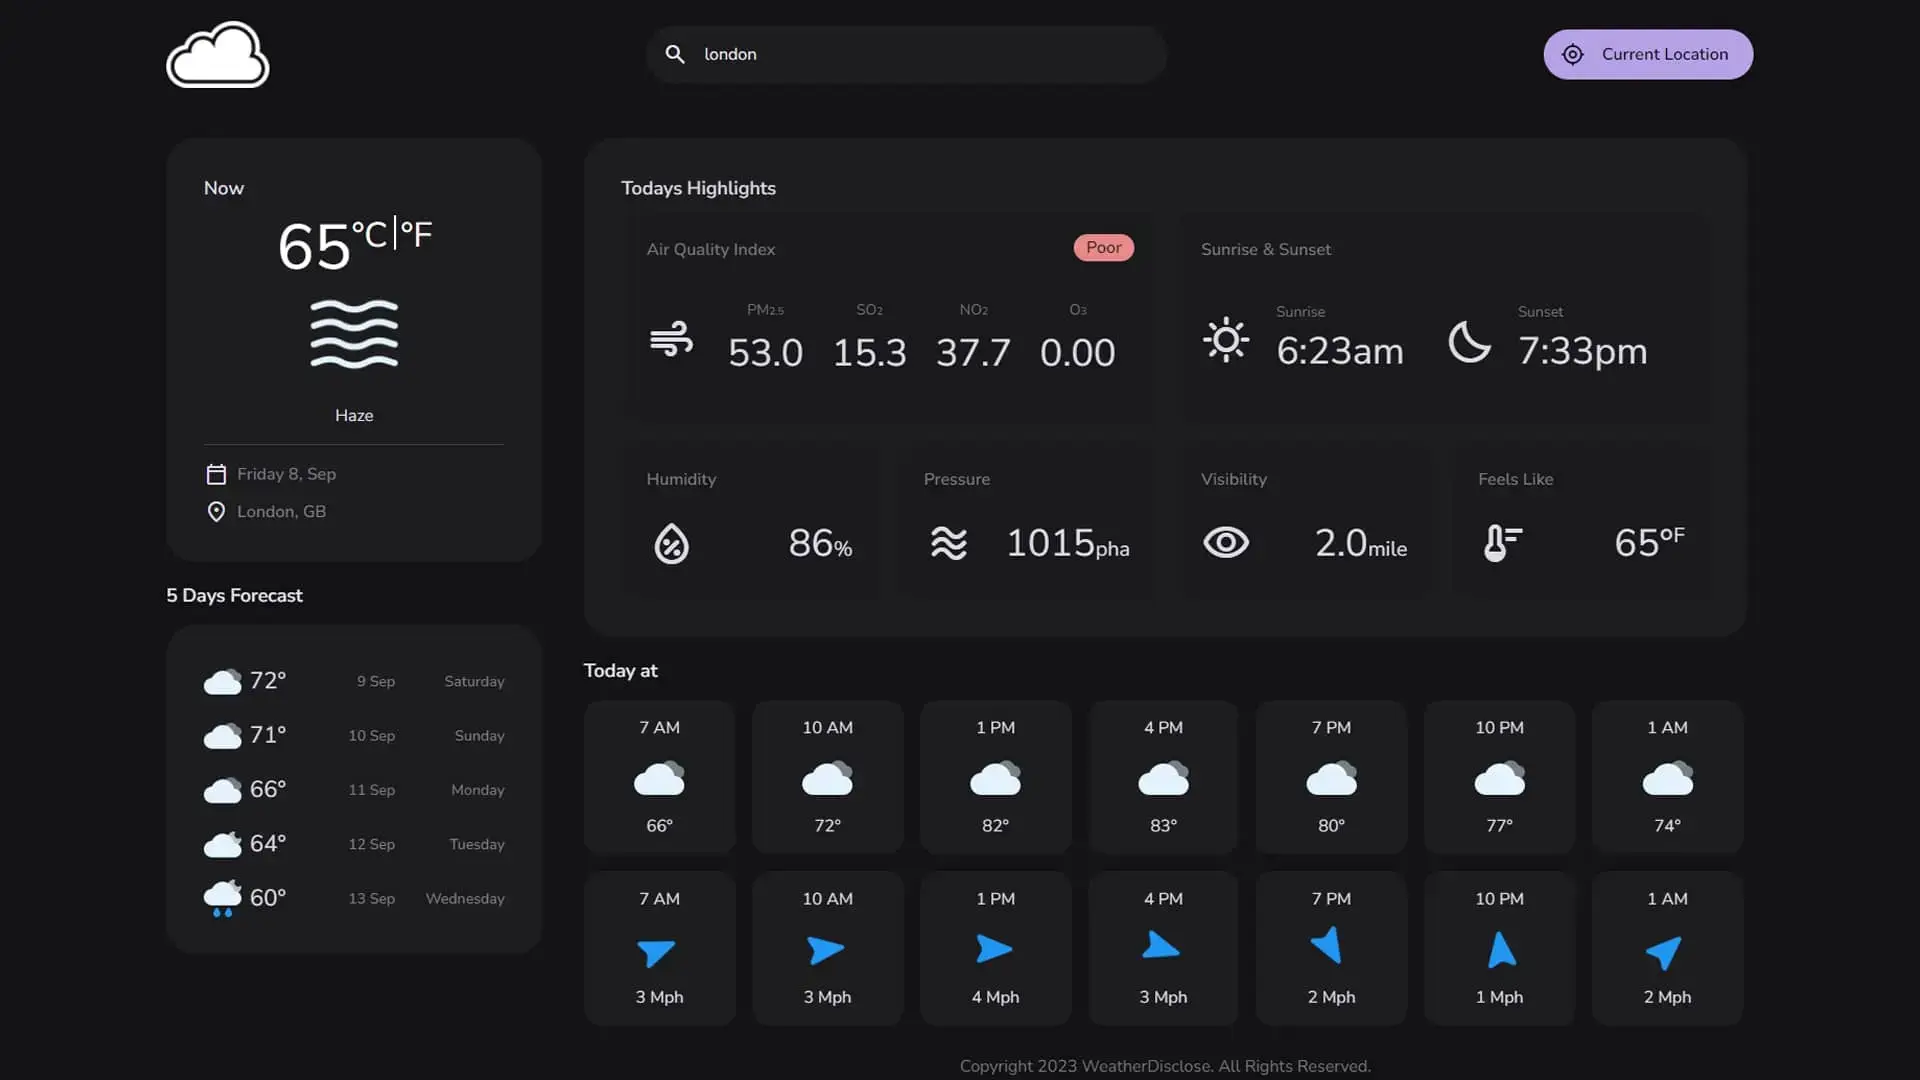 london
Current Location
Now
65°C|°F
Haze
Friday 8, Sep
London, GB
5 Days Forecast
72° 9 Sep Saturday
71° 10 Sep Sunday
66° 11 Sep Monday
64° 12 Sep Tuesday
60° 13 Sep Wednesday
Todays Highlights
Air Quality Index Poor
PM2.5 SO2 NO2 O3
53.0 15.3 37.7 0.00
Sunrise & Sunset
Sunrise Sunset
6:23am 7:33pm
Humidity
86%
Pressure
1015pha
Visibility
2.0mile
Feels Like
65°F
Today at
7 AM 10 AM 1 PM 4 PM 7 PM 10 PM 1 AM
66° 72° 82° 83° 80° 77° 74°
7 AM 10 AM 1 PM 4 PM 7 PM 10 PM 1 AM
3 Mph 3 Mph 4 Mph 3 Mph 2 Mph 1 Mph 2 Mph
Copyright 2023 WeatherDisclose. All Rights Reserved.